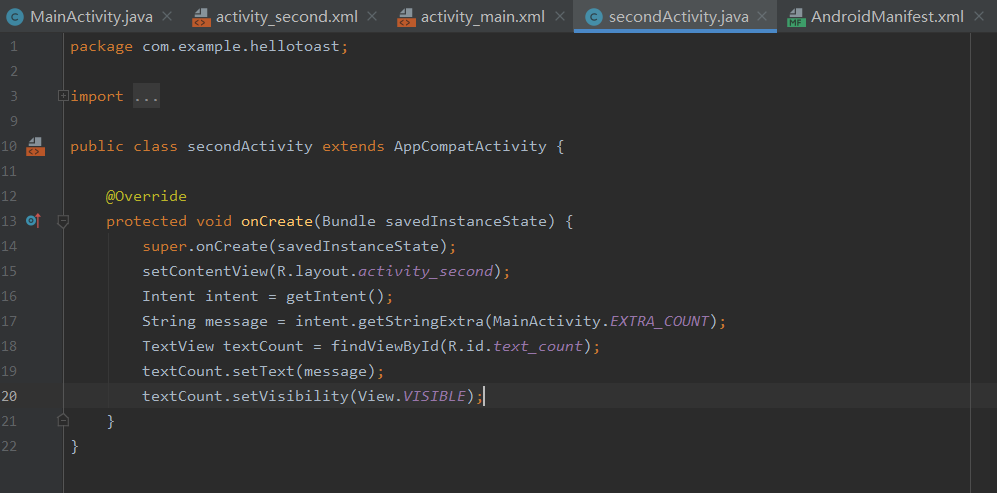 MainActivity.java activity_second.xml activity_main.xml secondActivity.java AndroidManifest.xml
1 package com.example.hellotoast;
2
3 import ...
9
10 public class secondActivity extends AppCompatActivity {
11
12 @Override
13 protected void onCreate(Bundle savedInstanceState) {
14 super.onCreate(savedInstanceState);
15 setContentView(R.layout.activity_second);
16 Intent intent = getIntent();
17 String message = intent.getStringExtra(MainActivity.EXTRA_COUNT);
18 TextView textCount = findViewById(R.id.text_count);
19 textCount.setText(message);
20 textCount.setVisibility(View.VISIBLE);
21 }
22 }